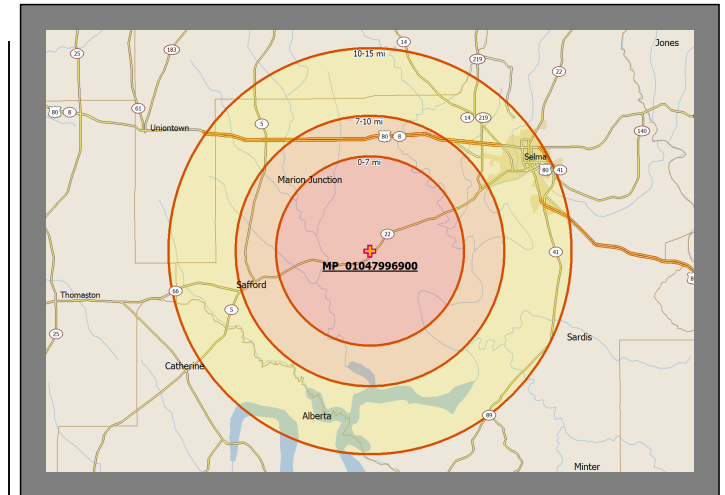 14
10-15 mi
Jones
25
183
219
22
61
5
14
219
80
8
Uniontown
7-10 mi
80
8
140
Selma
0-7 mi
80
41
Marion Junction
22
MP_01047996900
41
8
Safford
66
Thomaston
5
25
Sardis
Catherine
Alberta
89
Minter